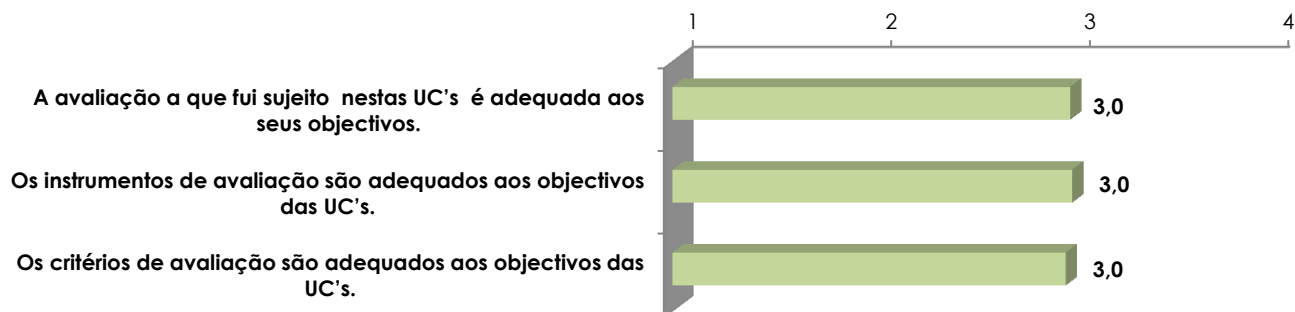 1 2 3 4
A avaliação a que fui sujeito nestas UC's é adequada aos
seus objectivos.
3,0
Os instrumentos de avaliação são adequados aos objectivos
das UC's.
3,0
Os critérios de avaliação são adequados aos objectivos das
UC's.
3,0